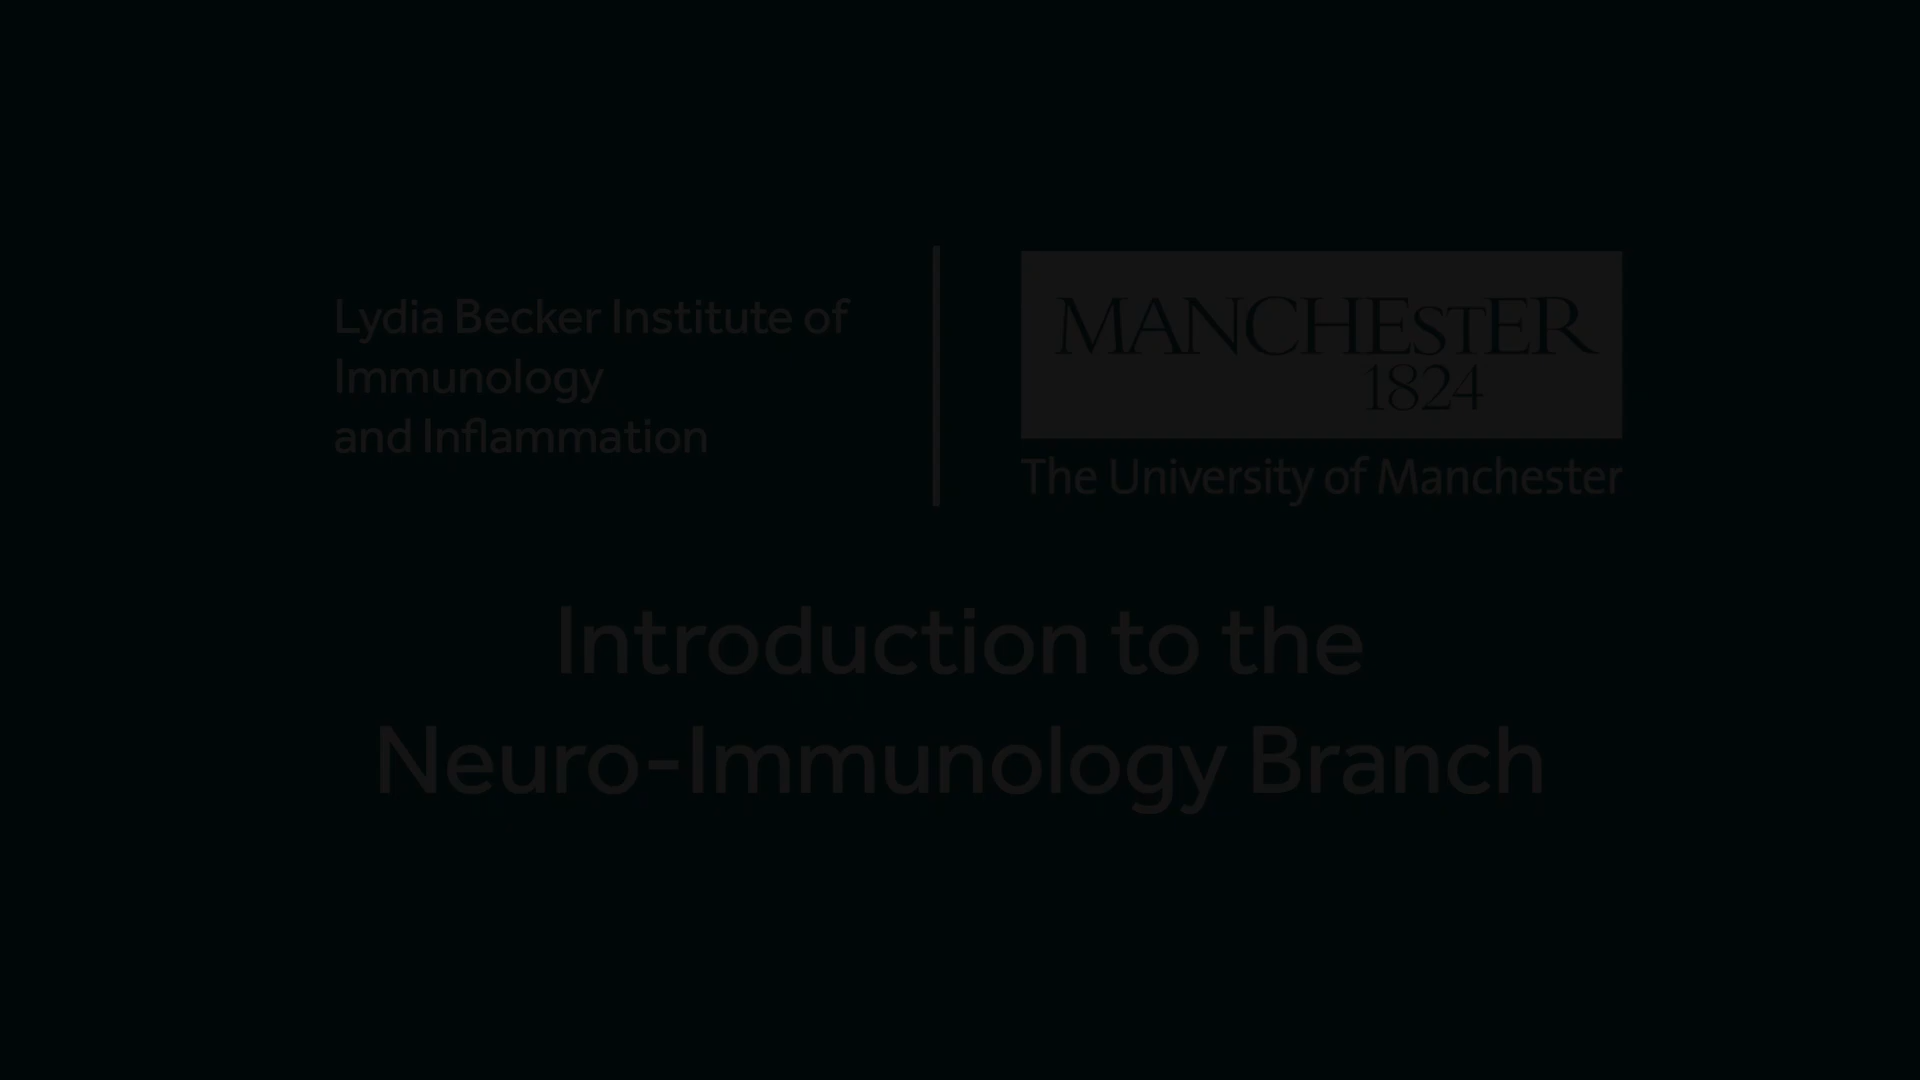 Lydia Becker Institute of
Immunology
and Inflammation
MANCHESTER
1824
The University of Manchester
Introduction to the
Neuro-Immunology Branch